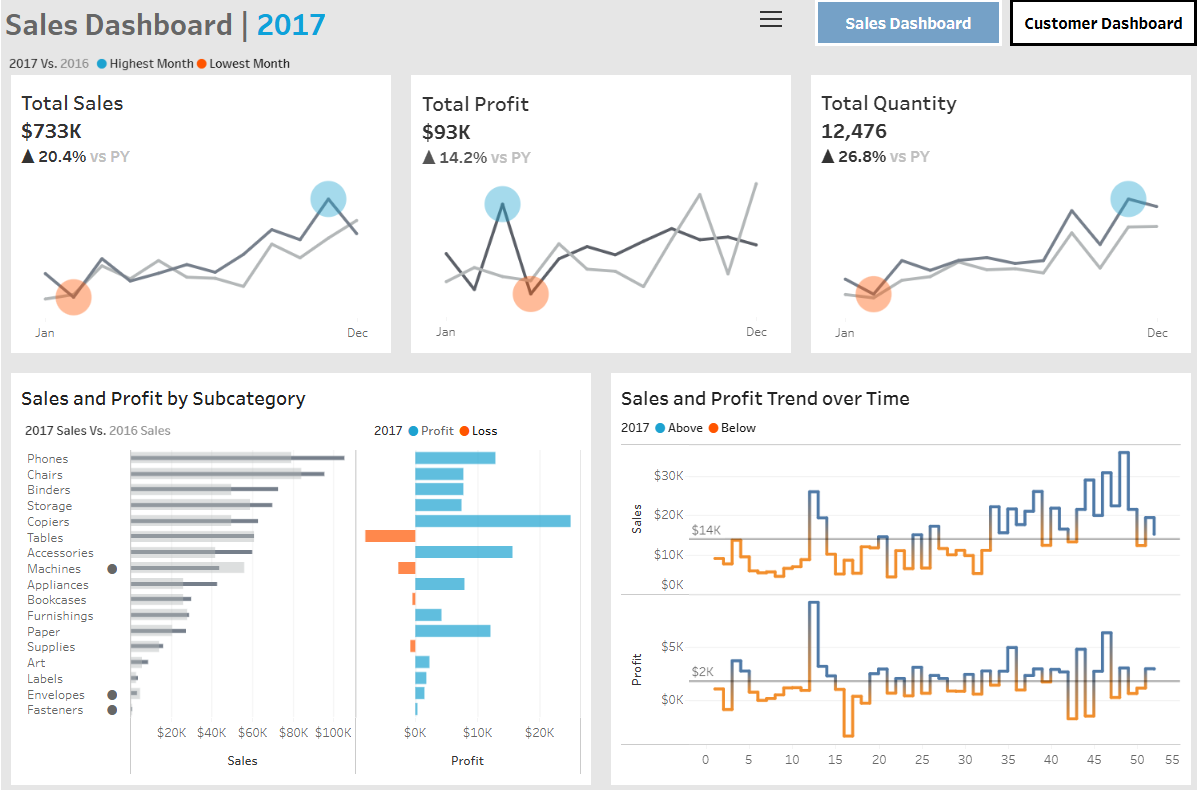 Sales Dashboard | 2017
Sales Dashboard
Customer Dashboard
2017 Vs. 2016 Highest Month Lowest Month
Total Sales
$733K
▲ 20.4% vs PY
Jan Dec
Total Profit
$93K
▲ 14.2% vs PY
Jan Dec
Total Quantity
12,476
▲ 26.8% vs PY
Jan Dec
Sales and Profit by Subcategory
2017 Sales Vs. 2016 Sales
2017 Profit Loss
Phones
Chairs
Binders
Storage
Copiers
Tables
Accessories
Machines
Appliances
Bookcases
Furnishings
Paper
Supplies
Art
Labels
Envelopes
Fasteners
$20K $40K $60K $80K $100K
Sales
$0K $10K $20K
Profit
Sales and Profit Trend over Time
2017 Above Below
Sales
$30K
$20K
$14K
$10K
$0K
Profit
$5K
$2K
$0K
0 5 10 15 20 25 30 35 40 45 50 55